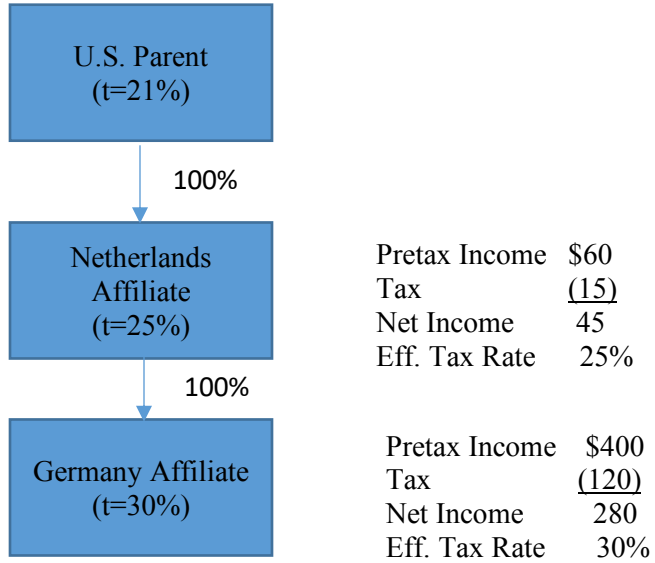 U.S. Parent
(t=21%)
100%
Netherlands
Affiliate
(t=25%)
Pretax Income $60
Tax (15)
Net Income 45
Eff. Tax Rate 25%
100%
Germany Affiliate
(t=30%)
Pretax Income $400
Tax (120)
Net Income 280
Eff. Tax Rate 30%